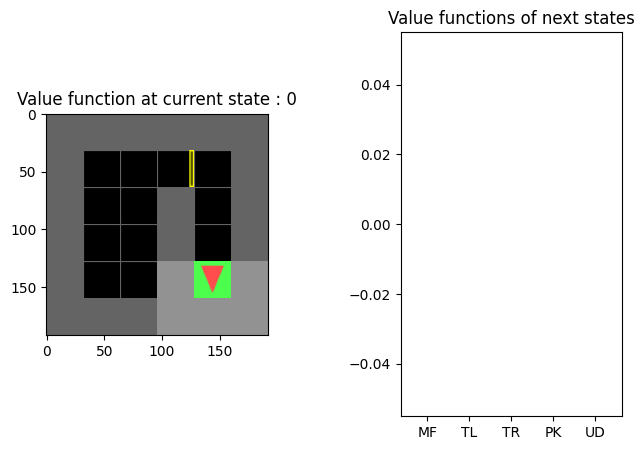 Value functions of next states
Value function at current state : 0
0
50
100
150
0
50
100
150
0.04
0.02
0.00
−0.02
−0.04
MF
TL
TR
PK
UD